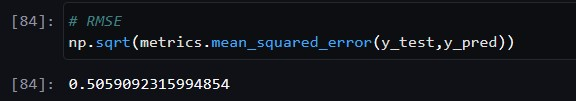 [84]: # RMSE
np.sqrt(metrics.mean_squared_error(y_test,y_pred))
[84]: 0.5059092315994854